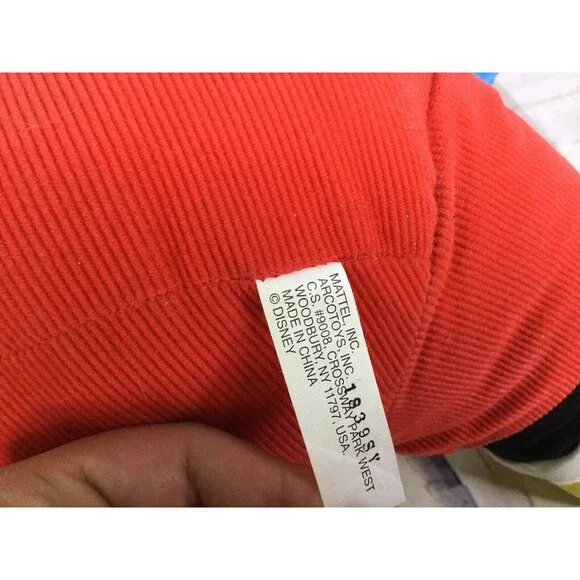 MATTEL, INC.
ARCOTOYS, INC.
C.S. #9008, CROSSWAY PARK WEST
WOODBURY, NY 11797, USA.
MADE IN CHINA
© DISNEY
1839SY